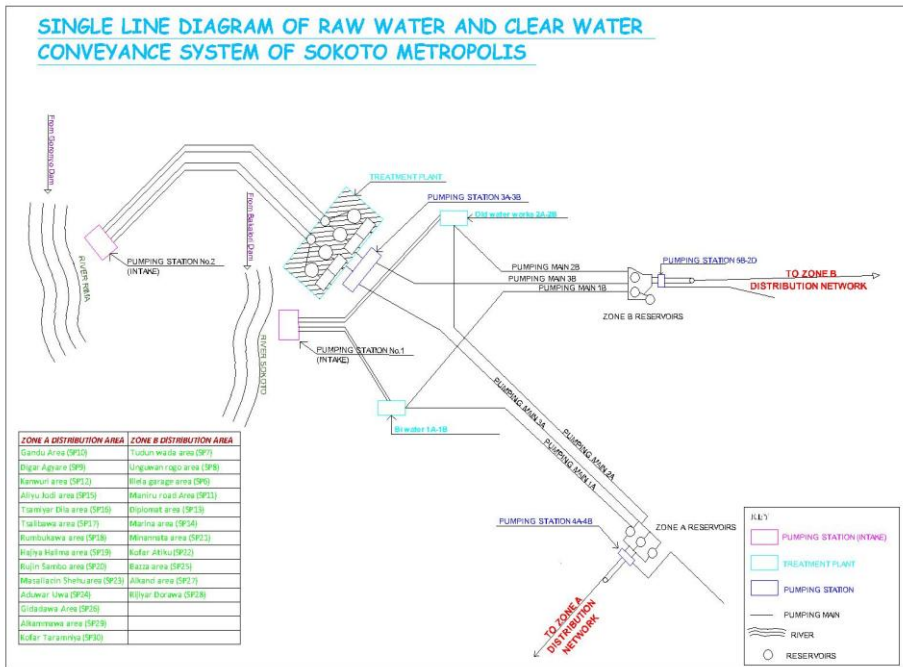 SINGLE LINE DIAGRAM OF RAW WATER AND CLEAR WATER
CONVEYANCE SYSTEM OF SOKOTO METROPOLIS
From Goronyo Dam
RIVER RIMA
PUMPING STATION No.2
(INTAKE)
From Bakalori Dam
RIVER SOKOTO
TREATMENT PLANT
PUMPING STATION 3A-3B
Old water works 2A-2B
PUMPING STATION No.1
(INTAKE)
Biwater 1A-1B
PUMPING MAIN 2B
PUMPING MAIN 3B
PUMPING MAIN 1B
PUMPING STATION
TO ZONE B
DISTRIBUTION NETWORK
ZONE B RESERVOIRS
PUMPING MAIN 3A
PUMPING MAIN 2A
PUMPING MAIN 1A
ZONE A RESERVOIRS
PUMPING STATION 4A-4B
TO ZONE A
DISTRIBUTION
NETWORK
ZONE A DISTRIBUTION AREA ZONE B DISTRIBUTION AREA
Gandu Area (SP10) Tudun wada area (SP7)
Digar Agyare (SP9) Unguwan rogo area (SP8)
Kanwuri area (SP12) Illela garage area (SP6)
Aliyu Jodi area (SP15) Maniru road Area (SP11)
Tsamiyar Dila area (SP16) Diplomat area (SP13)
Tsalibawa area (SP17) Marina area (SP14)
Rumbukawa area (SP18) Minannata area (SP21)
Hajiya Halima area (SP19) Kofar Atiku (SP22)
Rujin Sambo area (SP20) Bazza area (SP25)
Masallazin Shehu area (SP23) Alkanci area (SP27)
Aduwar Uwa (SP24) Rijiyar Dorawa (SP28)
Gidadawa Area (SP26)
Alkammawa area (SP29)
Kofar Taramniya (SP30)
KEY
PUMPING STATION (INTAKE)
TREATMENT PLANT
PUMPING STATION
PUMPING MAIN
RIVER
RESERVOIRS